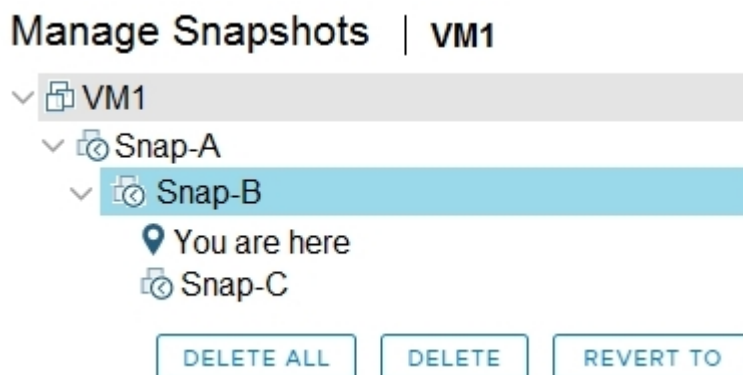 Manage Snapshots | VM1
VM1
Snap-A
Snap-B
You are here
Snap-C
DELETE ALL DELETE REVERT TO